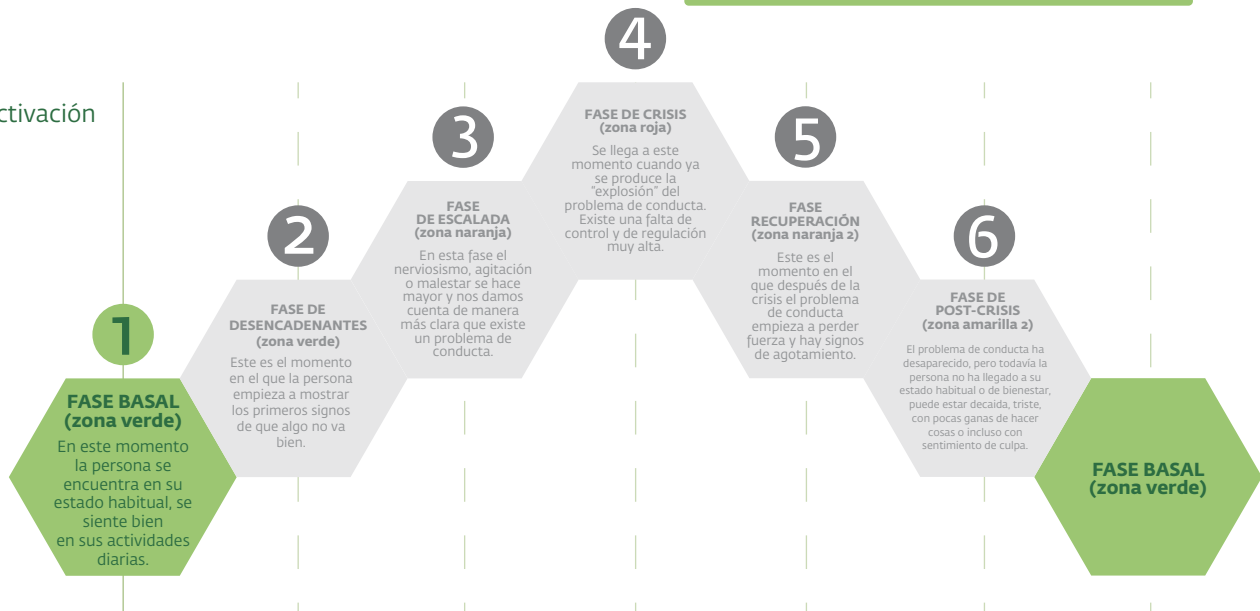 ctivación
1
FASE BASAL
(zona verde)
En este momento
la persona se
encuentra en su
estado habitual, se
siente bien
en sus actividades
diarias.
2
FASE DE
DESENCADENANTES
(zona verde)
Este es el momento
en el que la persona
empieza a mostrar
los primeros signos
de que algo no va
bien.
3
FASE
DE ESCALADA
(zona naranja)
En esta fase el
nerviosismo, agitación
o malestar se hace
mayor y nos damos
cuenta de manera
más clara que existe
un problema de
conducta.
4
FASE DE CRISIS
(zona roja)
Se llega a este
momento cuando ya
se produce la
"explosión" del
problema de conducta.
Existe una falta de
control y de regulación
muy alta.
5
FASE
RECUPERACIÓN
(zona naranja 2)
Este es el
momento en el
que después de la
crisis el problema
de conducta
empieza a perder
fuerza y hay signos
de agotamiento.
6
FASE DE
POST-CRISIS
(zona amarilla 2)
El problema de conducta ha
desaparecido, pero todavía la
persona no ha llegado a su
estado habitual o de bienestar,
puede estar decaida, triste,
con pocas ganas de hacer
cosas o incluso con
sentimiento de culpa.
FASE BASAL
(zona verde)